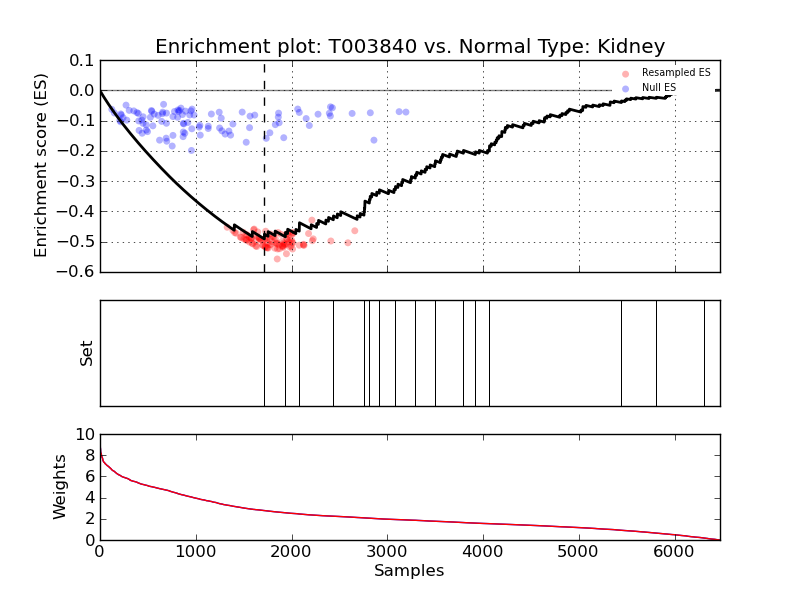 Enrichment plot: T003840 vs. Normal Type: Kidney
Enrichment score (ES)
0.1
0.0
−0.1
−0.2
−0.3
−0.4
−0.5
−0.6
Resampled ES
Null ES
Set
Weights
10
8
6
4
2
0
0 1000 2000 3000 4000 5000 6000
Samples